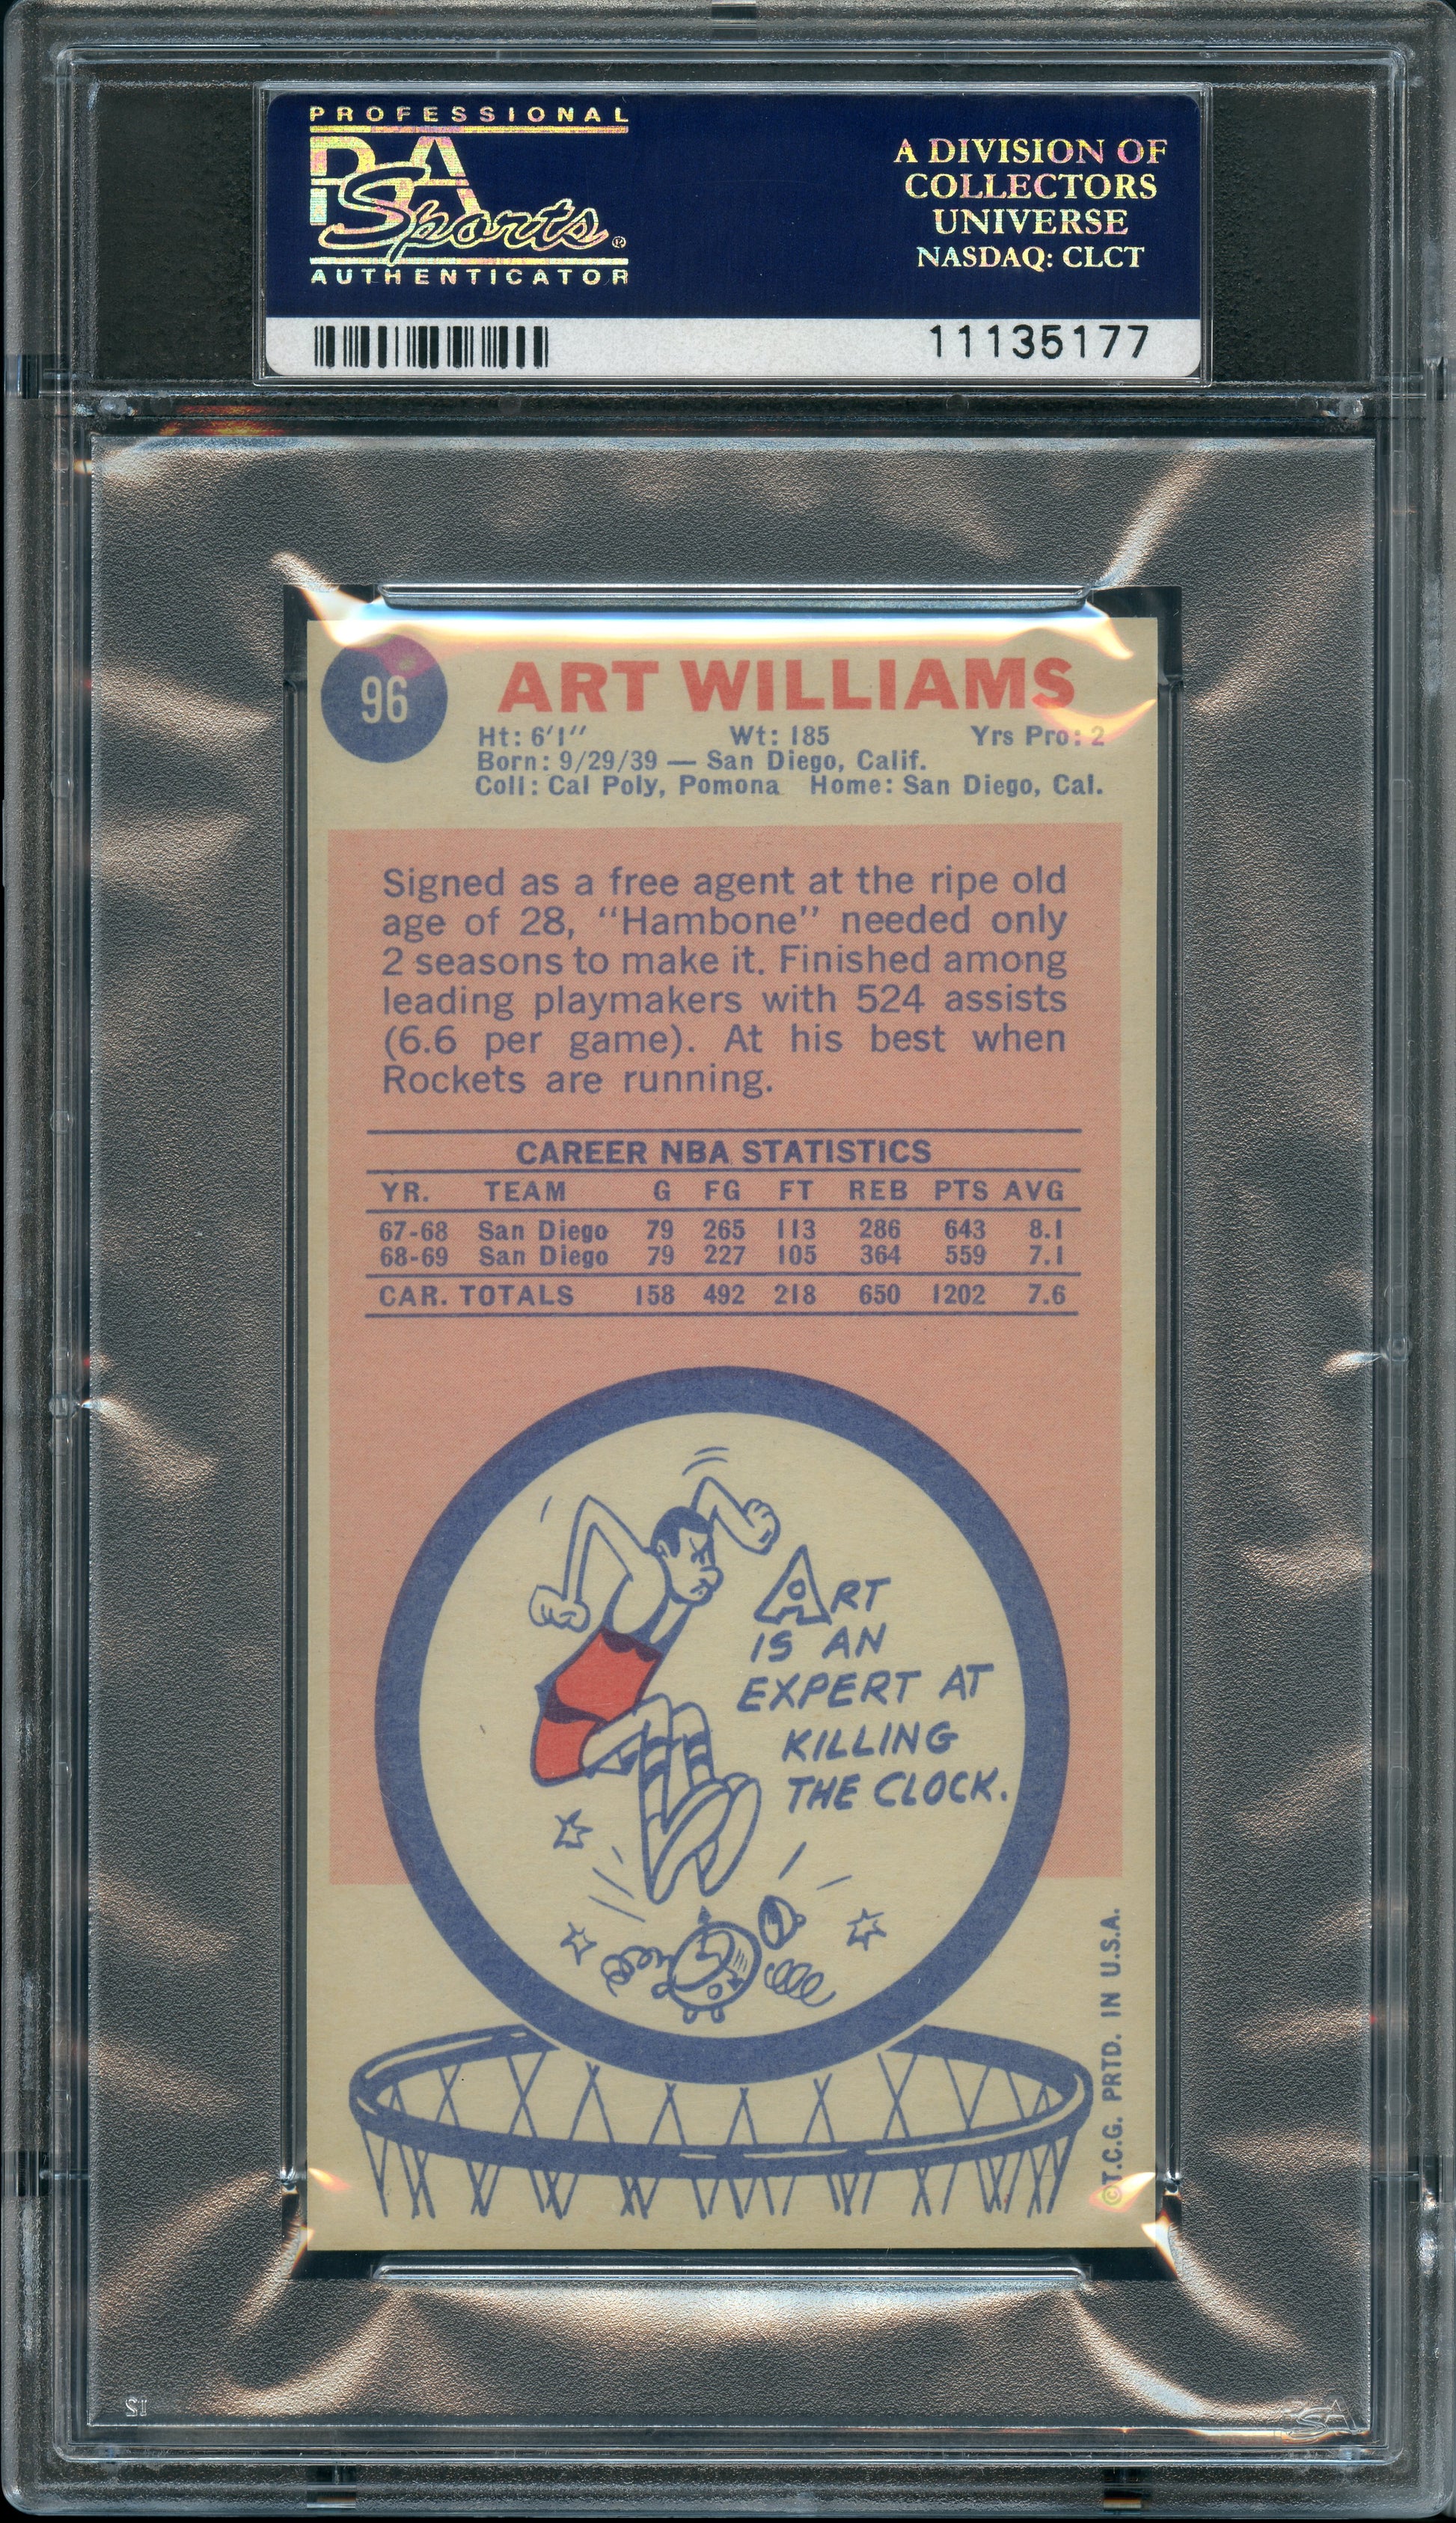 PROFESSIONAL
PSA
Sports®
AUTHENTICATOR
A DIVISION OF
COLLECTORS
UNIVERSE
NASDAQ: CLCT
11135177
96
ART WILLIAMS
Ht: 6'1" Wt: 185 Yrs Pro: 2
Born: 9/29/39 — San Diego, Calif.
Coll: Cal Poly, Pomona Home: San Diego, Cal.
Signed as a free agent at the ripe old
age of 28, "Hambone" needed only
2 seasons to make it. Finished among
leading playmakers with 524 assists
(6.6 per game). At his best when
Rockets are running.
CAREER NBA STATISTICS
YR. TEAM G FG FT REB PTS AVG
67-68 San Diego 79 265 113 286 643 8.1
68-69 San Diego 79 227 105 364 559 7.1
CAR. TOTALS 158 492 218 650 1202 7.6
ART
IS AN
EXPERT AT
KILLING
THE CLOCK.
©T.C.G. PRTD. IN U.S.A.